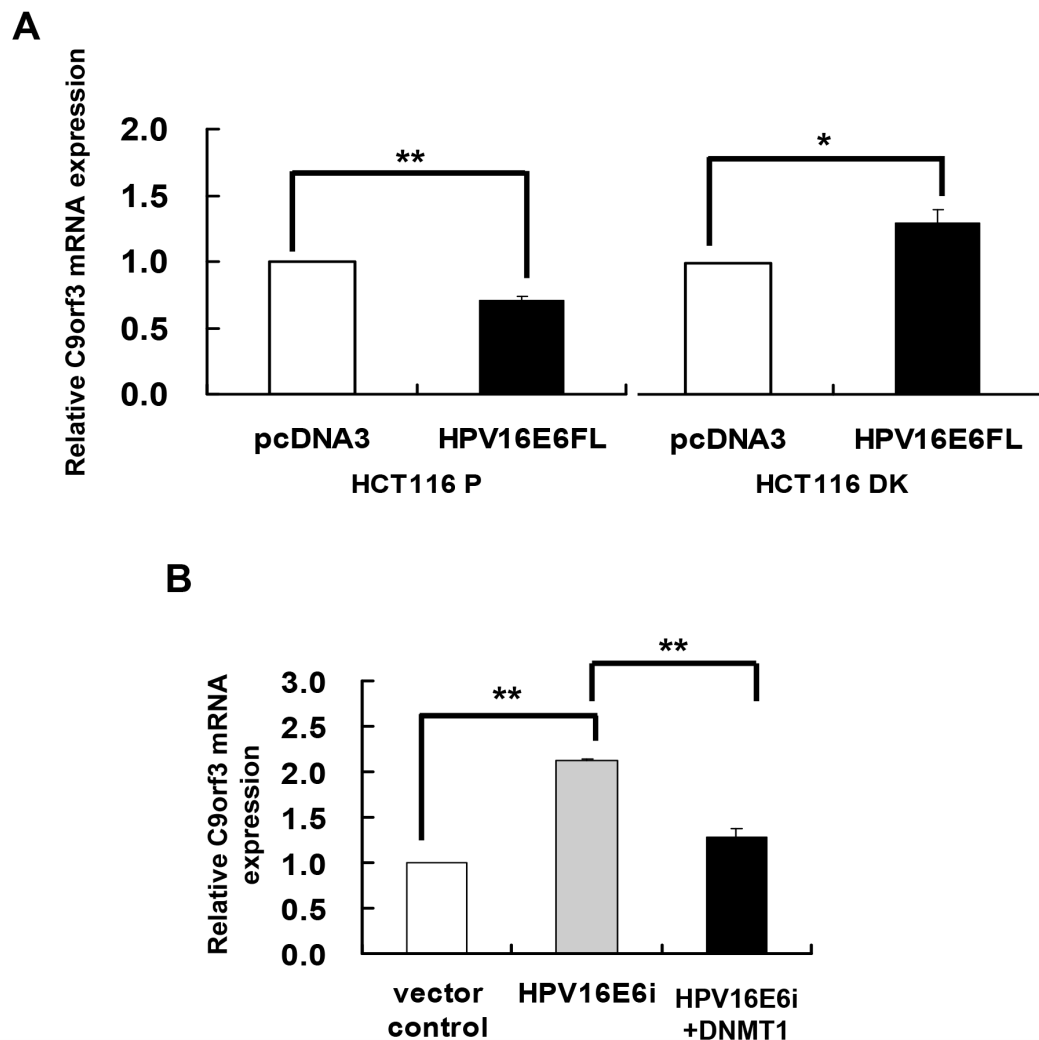 A
Relative C9orf3 mRNA expression
2.0
1.5
1.0
0.5
0.0
**
*
pcDNA3
HPV16E6FL
pcDNA3
HPV16E6FL
HCT116 P
HCT116 DK
B
Relative C9orf3 mRNA
expression
3.0
2.5
2.0
1.5
1.0
0.5
0.0
**
**
vector
control
HPV16E6i
HPV16E6i
+DNMT1